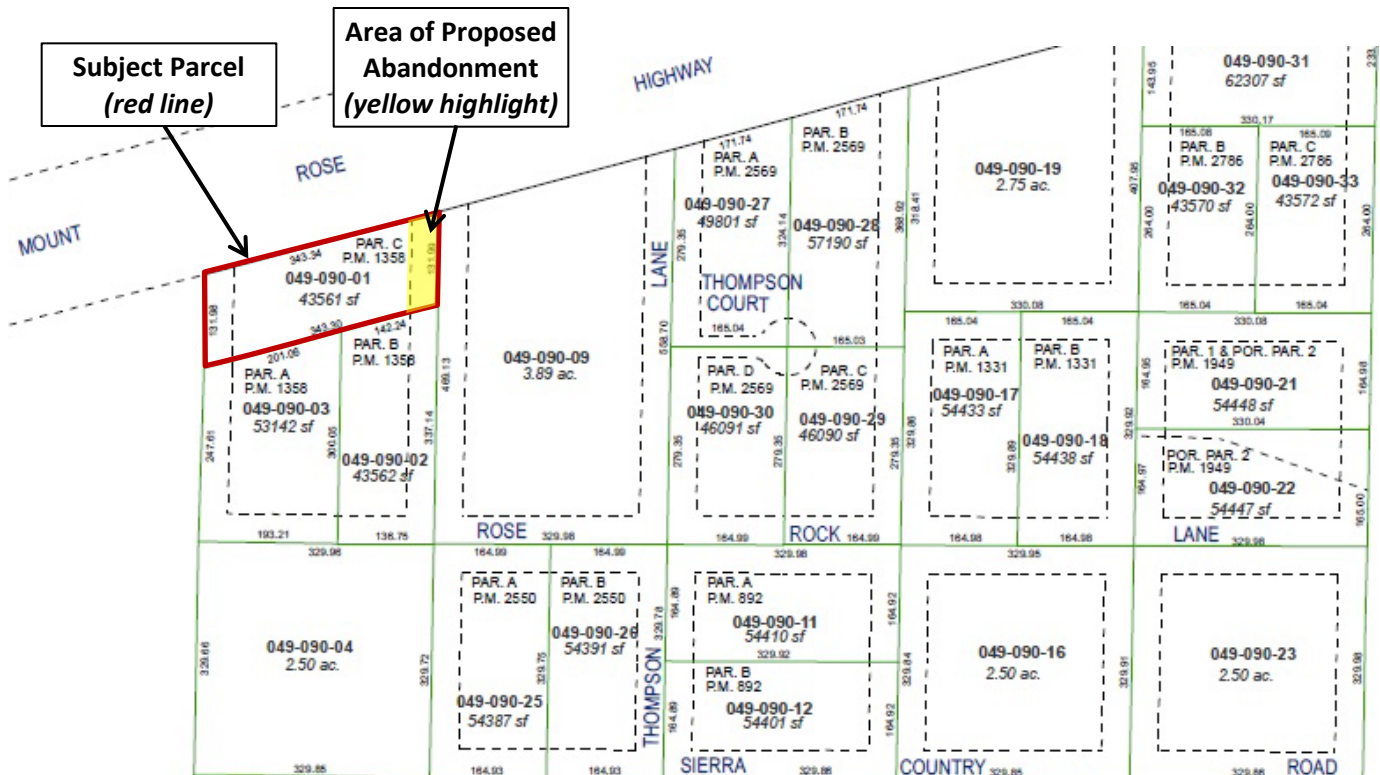 Subject Parcel
(red line)
Area of Proposed
Abandonment
(yellow highlight)
MOUNT
ROSE
HIGHWAY
343.34
PAR. C
P.M. 1358
049-090-01
43561 sf
131.98
131.99
343.30
142.24
201.06
PAR. A
P.M. 1358
049-090-03
53142 sf
247.61
300.05
PAR. B
P.M. 1358
049-090-02
43562 sf
469.13
337.14
193.21
136.75
329.96
049-090-09
3.89 ac.
ROSE
329.98
LANE
558.70
279.35
171.74
PAR. A
P.M. 2569
049-090-27
49801 sf
324.14
171.74
PAR. B
P.M. 2569
049-090-28
57190 sf
368.92
318.41
THOMPSON
COURT
165.04
165.03
PAR. D
P.M. 2569
049-090-30
46091 sf
279.35
279.35
PAR. C
P.M. 2569
049-090-29
46090 sf
279.35
329.86
164.99
ROCK
164.99
329.98
049-090-19
2.75 ac.
407.95
330.08
165.04
165.04
PAR. A
P.M. 1331
049-090-17
54433 sf
329.89
PAR. B
P.M. 1331
049-090-18
54438 sf
329.92
164.98
164.98
329.95
143.95
049-090-31
62307 sf
233
330.17
165.08
165.09
PAR. B
P.M. 2786
049-090-32
43570 sf
264.00
264.00
PAR. C
P.M. 2786
049-090-33
43572 sf
264.00
165.04
165.04
330.08
PAR. 1 & POR. PAR. 2
P.M. 1949
049-090-21
54448 sf
164.95
164.98
330.04
POR. PAR. 2
P.M. 1949
049-090-22
54447 sf
164.97
165.00
LANE
329.98
049-090-04
2.50 ac.
329.66
329.72
329.85
164.99
164.99
PAR. A
P.M. 2550
049-090-25
54387 sf
329.75
PAR. B
P.M. 2550
049-090-26
54391 sf
329.78
164.93
164.93
THOMPSON
164.89
PAR. A
P.M. 892
049-090-11
54410 sf
164.92
329.92
PAR. B
P.M. 892
049-090-12
54401 sf
164.89
164.92
329.84
SIERRA
329.86
049-090-16
2.50 ac.
329.91
COUNTRY
329.85
049-090-23
2.50 ac.
329.98
329.86
ROAD